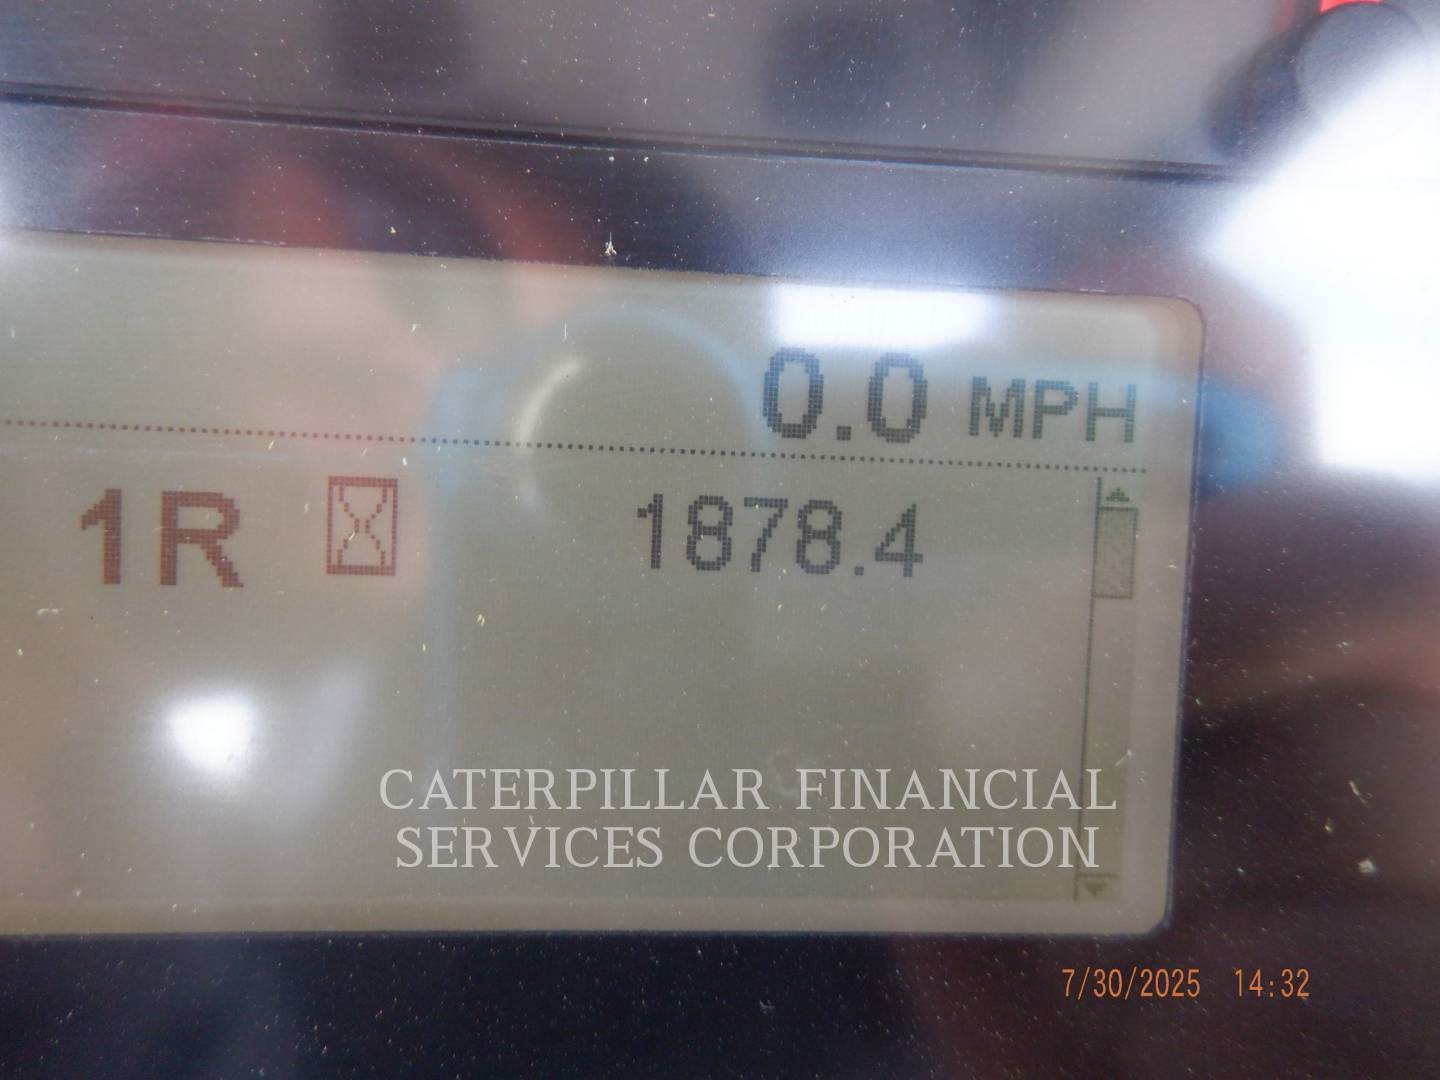 0.0 MPH
1R 1878.4
CATERPILLAR FINANCIAL
SERVICES CORPORATION
7/30/2025 14:32